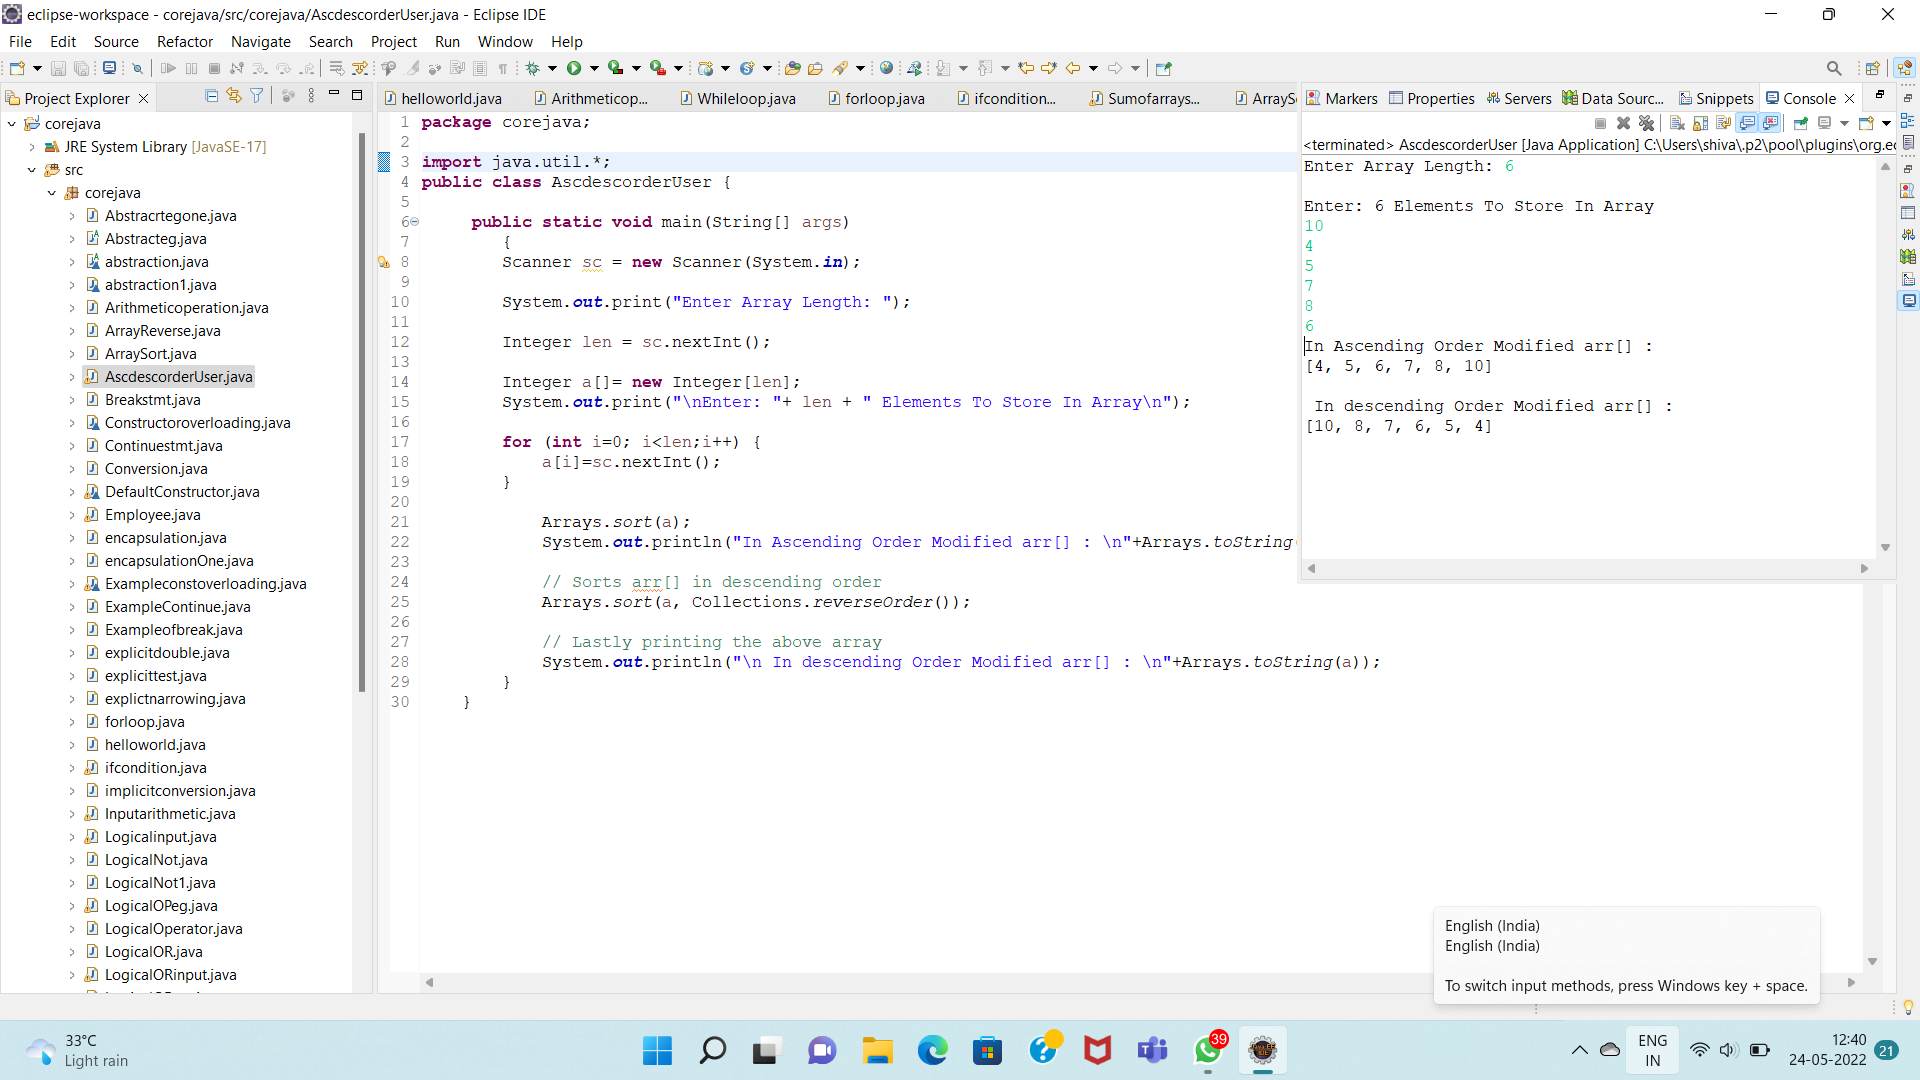 eclipse-workspace - corejava/src/corejava/AscdescorderUser.java - Eclipse IDE
File Edit Source Refactor Navigate Search Project Run Window Help
Project Explorer
corejava
JRE System Library [JavaSE-17]
src
corejava
Abstracrtegone.java
Abstracteg.java
abstraction.java
abstraction1.java
Arithmeticoperation.java
ArrayReverse.java
ArraySort.java
AscdescorderUser.java
Breakstmt.java
Constructoroverloading.java
Continuestmt.java
Conversion.java
DefaultConstructor.java
Employee.java
encapsulation.java
encapsulationOne.java
Exampleconstoverloading.java
ExampleContinue.java
Exampleofbreak.java
explicitdouble.java
explicittest.java
explictnarrowing.java
forloop.java
helloworld.java
ifcondition.java
implicitconversion.java
Inputarithmetic.java
Logicalinput.java
LogicalNot.java
LogicalNot1.java
LogicalOPeg.java
LogicalOperator.java
LogicalOR.java
LogicalORinput.java
helloworld.java Arithmeticop... Whileloop.java forloop.java ifcondition... Sumofarrays... ArrayS
1 package corejava;
2
3 import java.util.*;
4 public class AscdescorderUser {
5
6 public static void main(String[] args)
7 {
8 Scanner sc = new Scanner(System.in);
9
10 System.out.print("Enter Array Length: ");
11
12 Integer len = sc.nextInt();
13
14 Integer a[]= new Integer[len];
15 System.out.print("\nEnter: "+ len + " Elements To Store In Array\n");
16
17 for (int i=0; i<len;i++) {
18 a[i]=sc.nextInt();
19 }
20
21 Arrays.sort(a);
22 System.out.println("In Ascending Order Modified arr[] : \n"+Arrays.toString
23
24 // Sorts arr[] in descending order
25 Arrays.sort(a, Collections.reverseOrder());
26
27 // Lastly printing the above array
28 System.out.println("\n In descending Order Modified arr[] : \n"+Arrays.toString(a));
29 }
30 }
Markers Properties Servers Data Sourc... Snippets Console
<terminated> AscdescorderUser [Java Application] C:\Users\shiva\.p2\pool\plugins\org.ec
Enter Array Length: 6
Enter: 6 Elements To Store In Array
10
4
5
7
8
6
In Ascending Order Modified arr[] :
[4, 5, 6, 7, 8, 10]
In descending Order Modified arr[] :
[10, 8, 7, 6, 5, 4]
English (India)
English (India)
To switch input methods, press Windows key + space.
33°C
Light rain
39
ENG
IN
12:40
24-05-2022
21